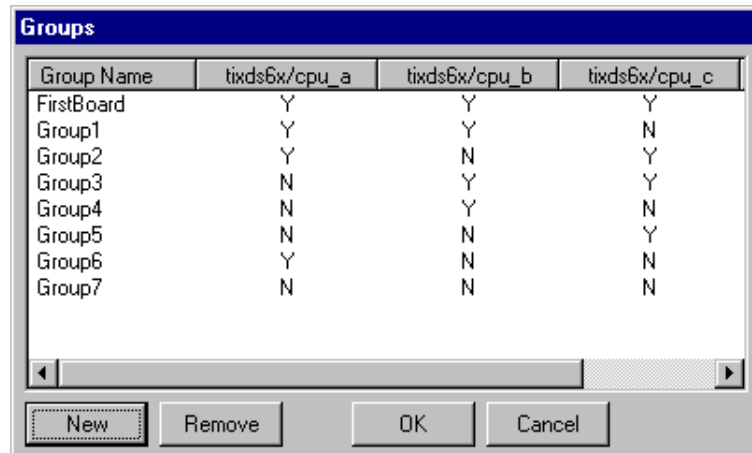 Groups
Group Name tixds6x/cpu_a tixds6x/cpu_b tixds6x/cpu_c
FirstBoard Y Y Y
Group1 Y Y N
Group2 Y N Y
Group3 N Y Y
Group4 N Y N
Group5 N N Y
Group6 Y N N
Group7 N N N
New Remove OK Cancel